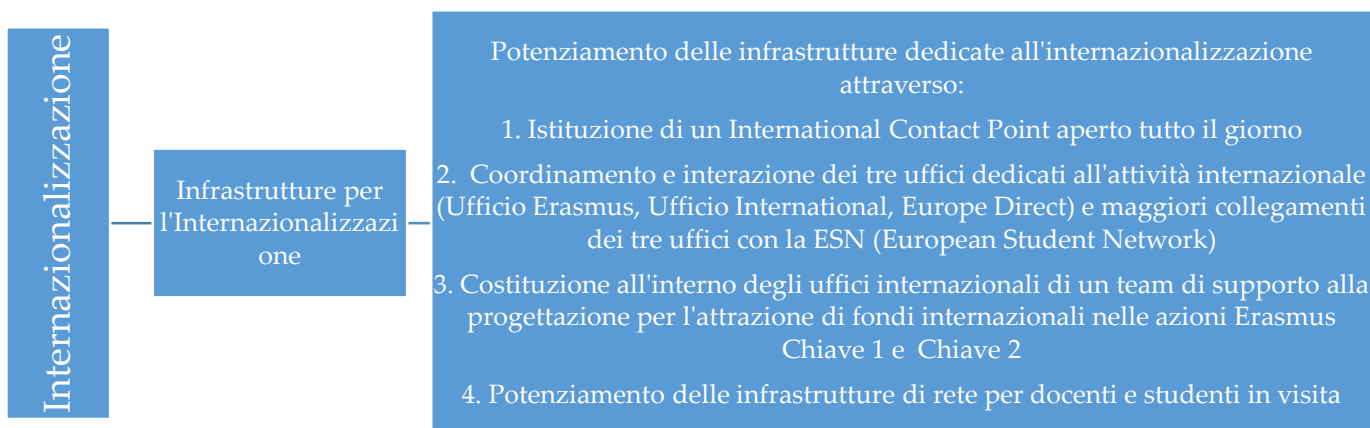 Internazionalizzazione
Infrastrutture per
l'Internazionalizzazi
one
Potenziamento delle infrastrutture dedicate all'internazionalizzazione
attraverso:
1. Istituzione di un International Contact Point aperto tutto il giorno
2. Coordinamento e interazione dei tre uffici dedicati all'attività internazionale
(Ufficio Erasmus, Ufficio International, Europe Direct) e maggiori collegamenti
dei tre uffici con la ESN (European Student Network)
3. Costituzione all'interno degli uffici internazionali di un team di supporto alla
progettazione per l'attrazione di fondi internazionali nelle azioni Erasmus
Chiave 1 e Chiave 2
4. Potenziamento delle infrastrutture di rete per docenti e studenti in visita